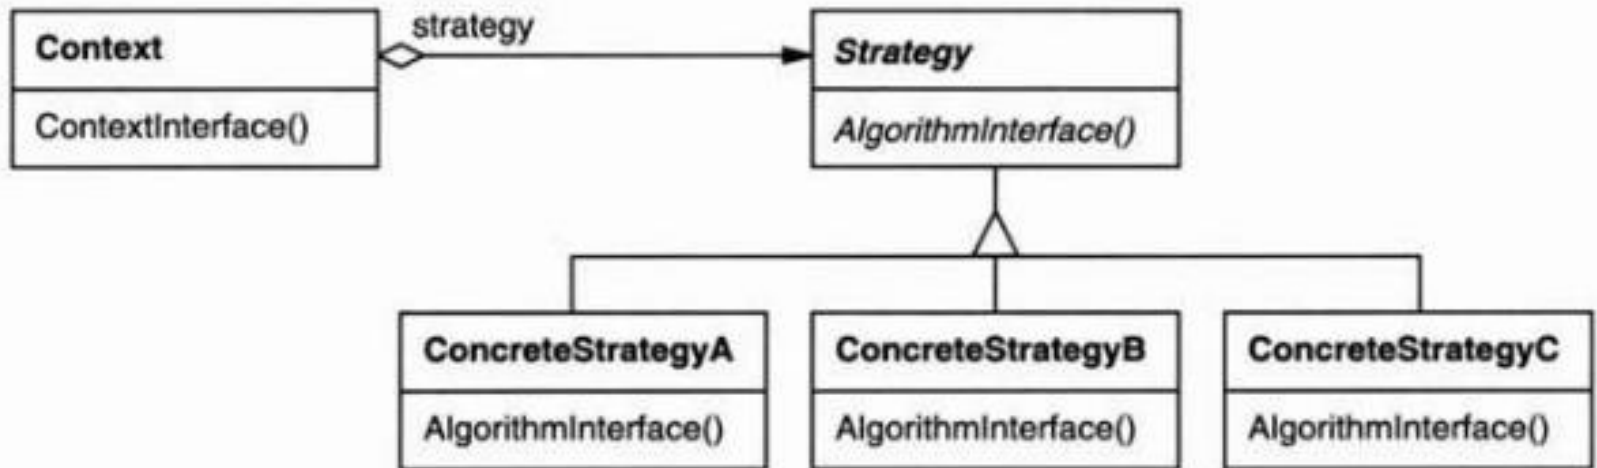 strategy
Context
Strategy
ContextInterface()
AlgorithmInterface()
ConcreteStrategyA
ConcreteStrategyB
ConcreteStrategyC
AlgorithmInterface()
AlgorithmInterface()
AlgorithmInterface()